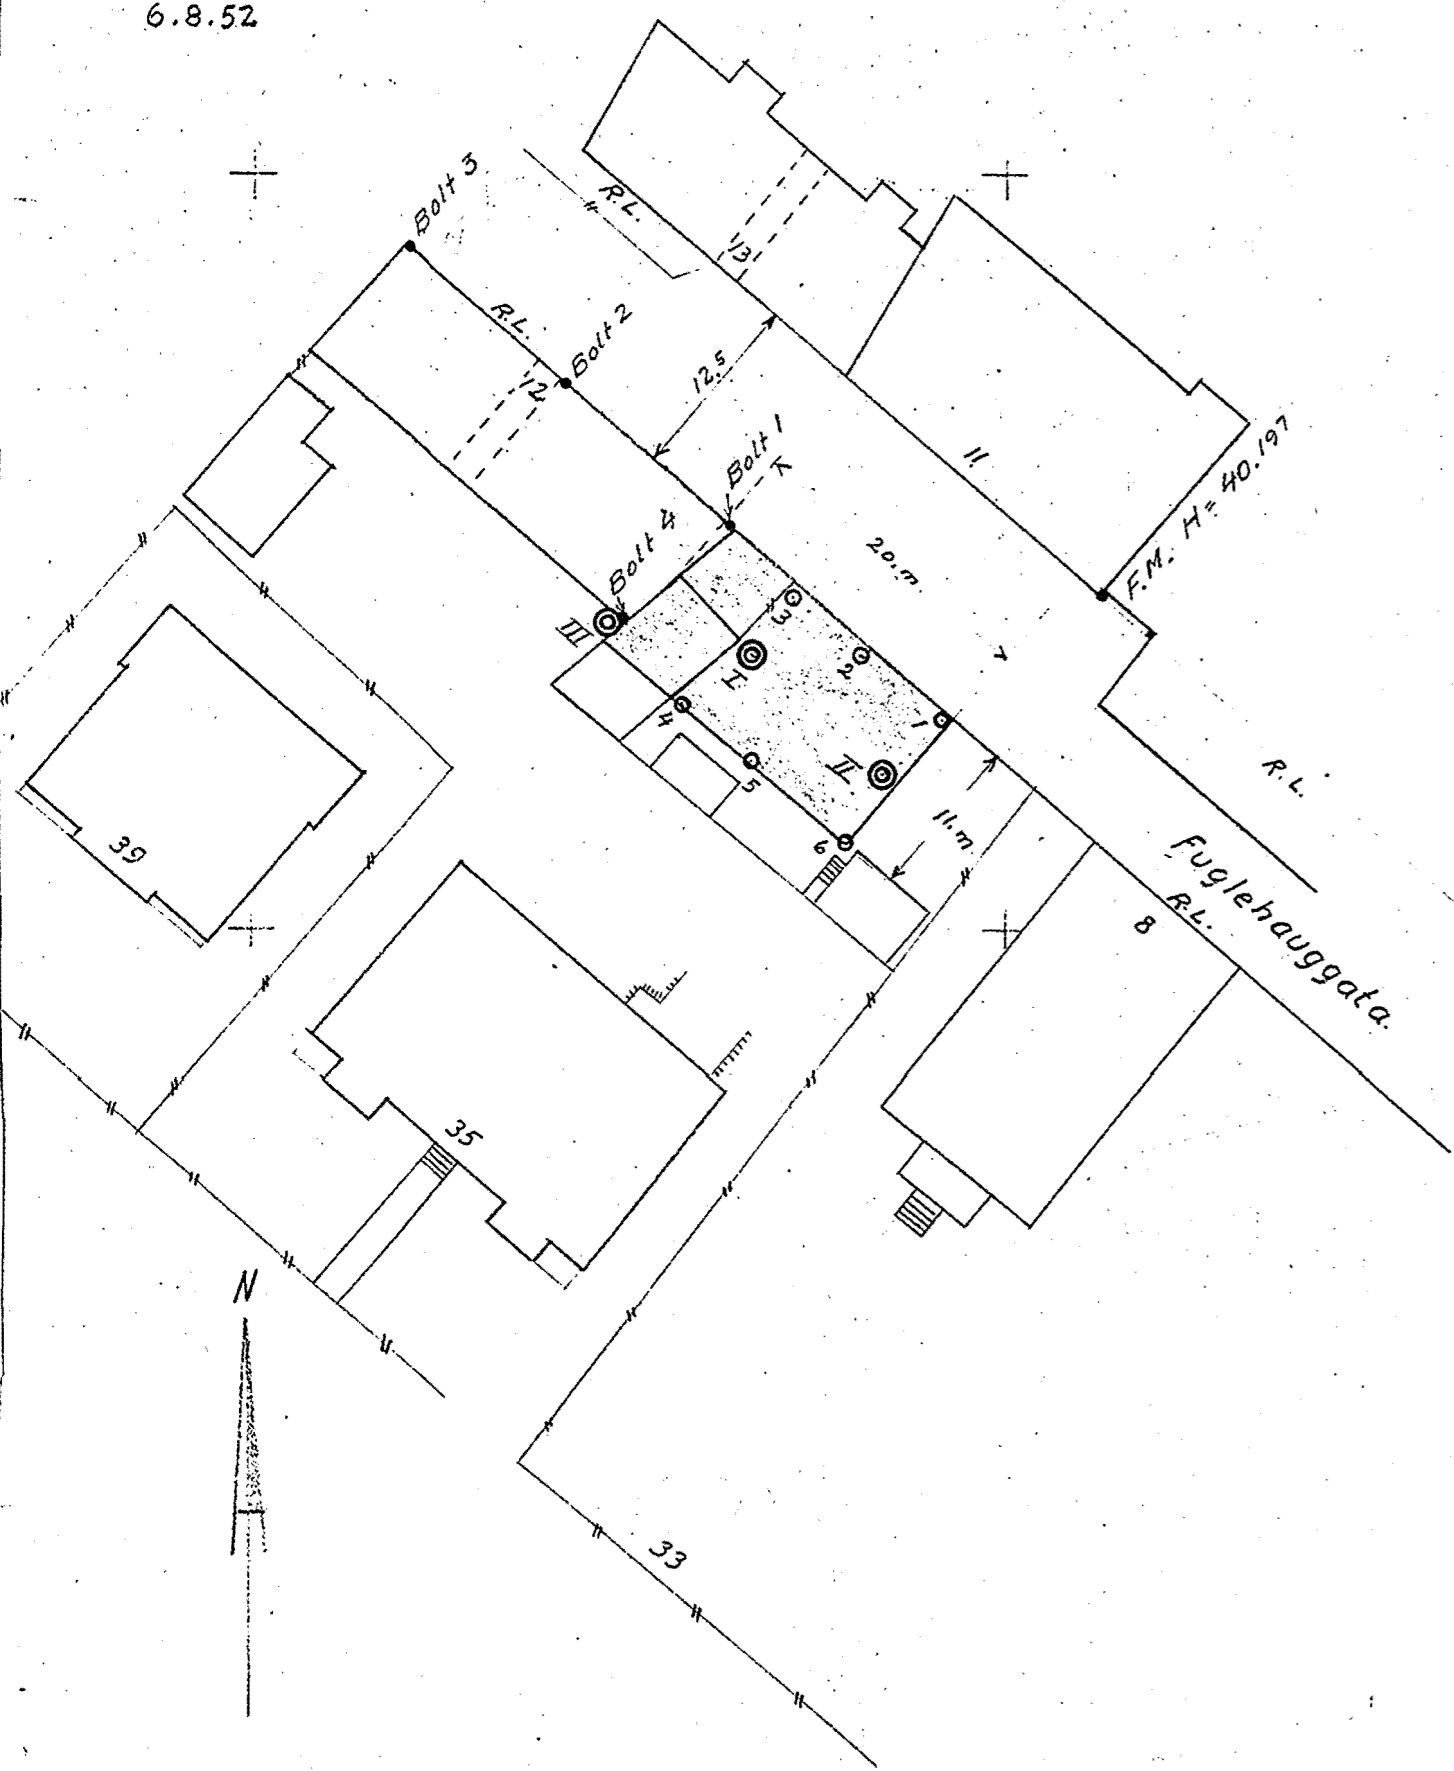 6.8.52
Bolt 3
R.L.
13
R.L.
Bolt 2
12
12.5
Bolt 1
11.
F.M. H= 40.197
Bolt 4
20.m.
III
3
I
2
4
1
II
5
6
11.m
R.L.
Fuglehauggata.
R.L.
8
39
35
N
33